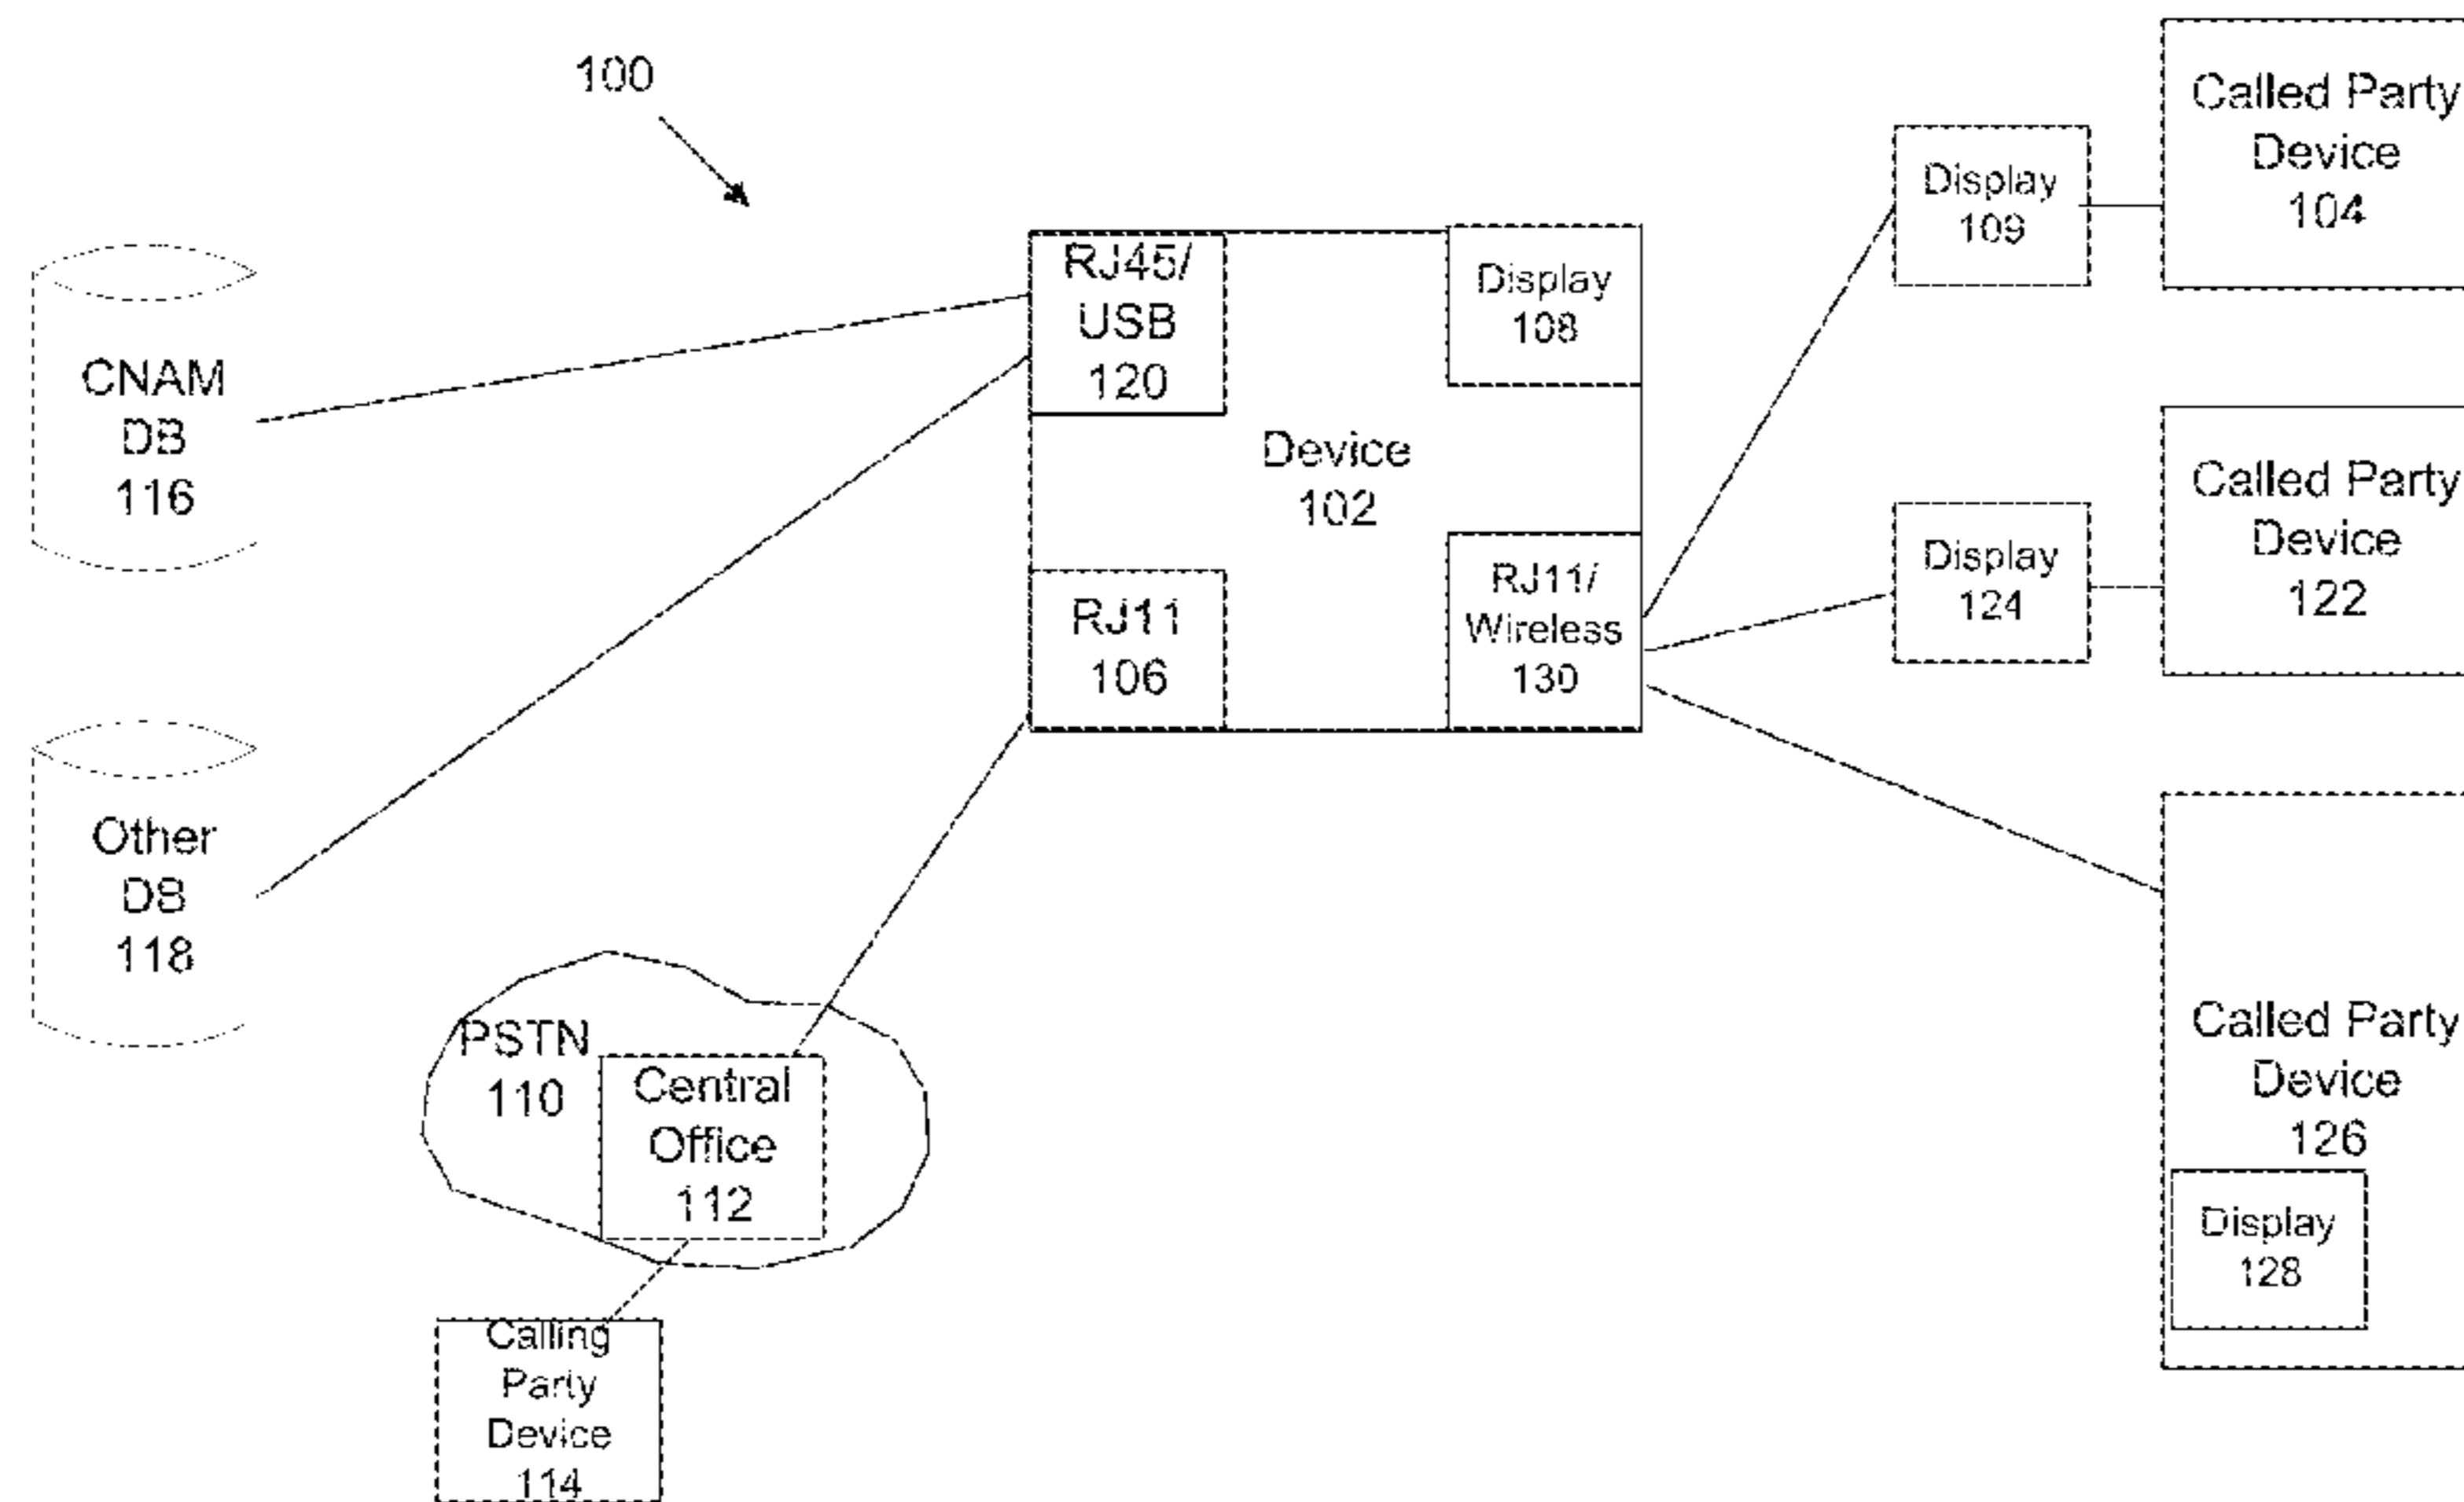 100
CNAM
DB
116
Other
DB
118
RJ45/
USB
120
Display
108
Device
102
RJ11
106
RJ11/
Wireless
130
PSTN
110
Central
Office
112
Calling
Party
Device
114
Display
109
Called Party
Device
104
Display
124
Called Party
Device
122
Called Party
Device
126
Display
128